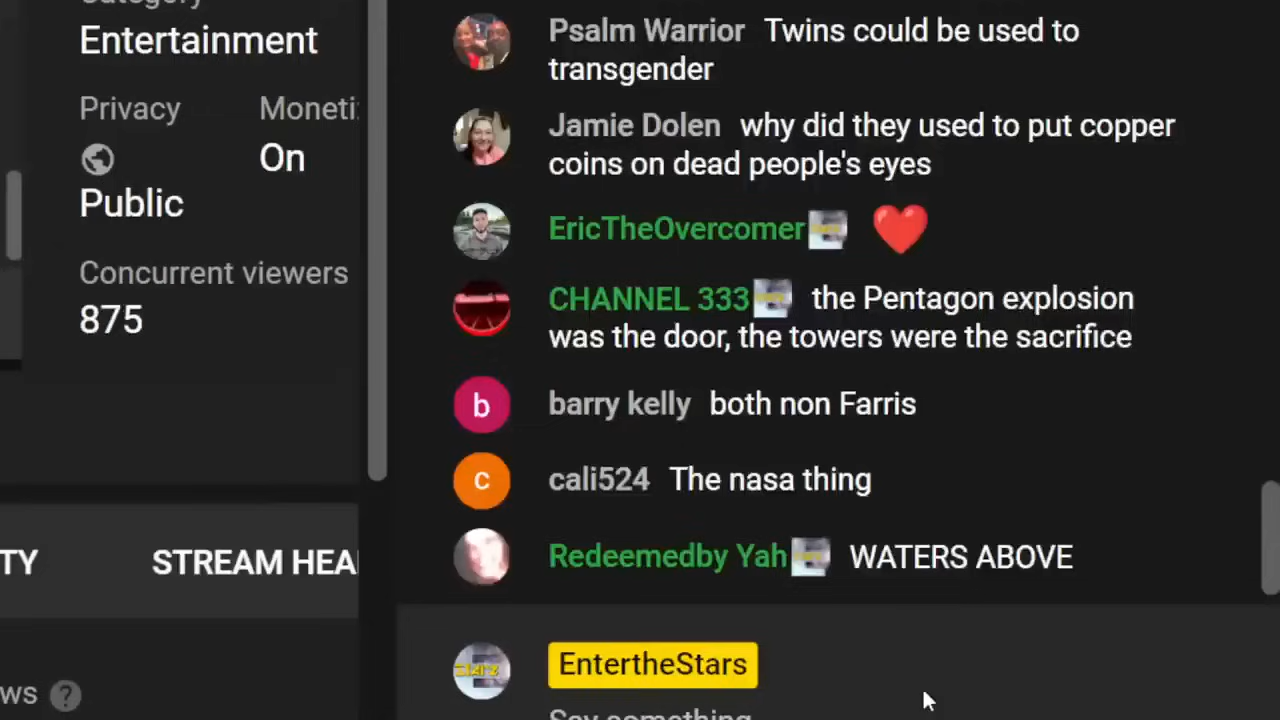 Entertainment
Privacy
Moneti
On
Public
Concurrent viewers
875
TY
STREAM HEA
ws ?
Psalm Warrior Twins could be used to
transgender
Jamie Dolen why did they used to put copper
coins on dead people's eyes
EricTheOvercomer ❤️
CHANNEL 333 the Pentagon explosion
was the door, the towers were the sacrifice
b
barry kelly both non Farris
c
cali524 The nasa thing
Redeemedby Yah WATERS ABOVE
EntertheStars
Say something